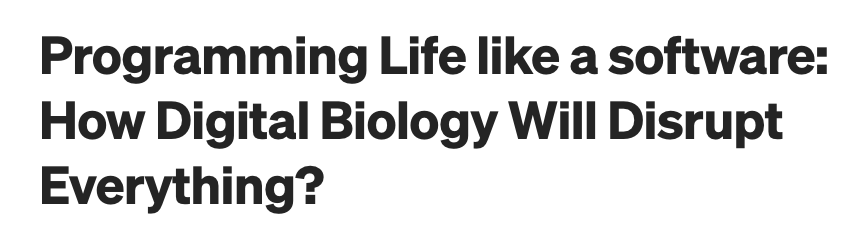 Programming Life like a software:
How Digital Biology Will Disrupt
Everything?